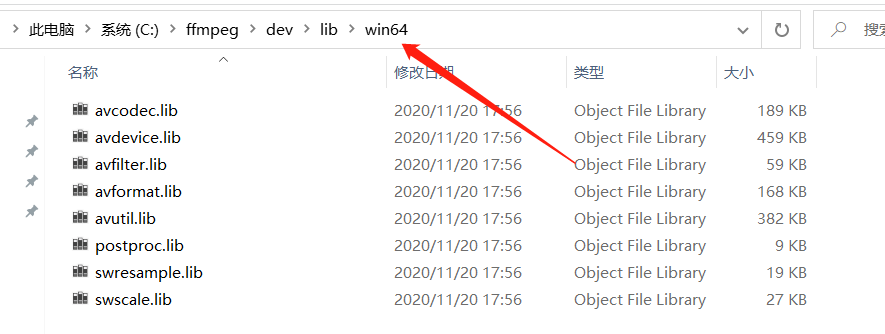 此电脑 > 系统 (C:) > ffmpeg > dev > lib > win64 搜索
名称 修改日期 类型 大小
avcodec.lib 2020/11/20 17:56 Object File Library 189 KB
avdevice.lib 2020/11/20 17:56 Object File Library 459 KB
avfilter.lib 2020/11/20 17:56 Object File Library 59 KB
avformat.lib 2020/11/20 17:56 Object File Library 168 KB
avutil.lib 2020/11/20 17:56 Object File Library 382 KB
postproc.lib 2020/11/20 17:56 Object File Library 9 KB
swresample.lib 2020/11/20 17:56 Object File Library 19 KB
swscale.lib 2020/11/20 17:56 Object File Library 27 KB